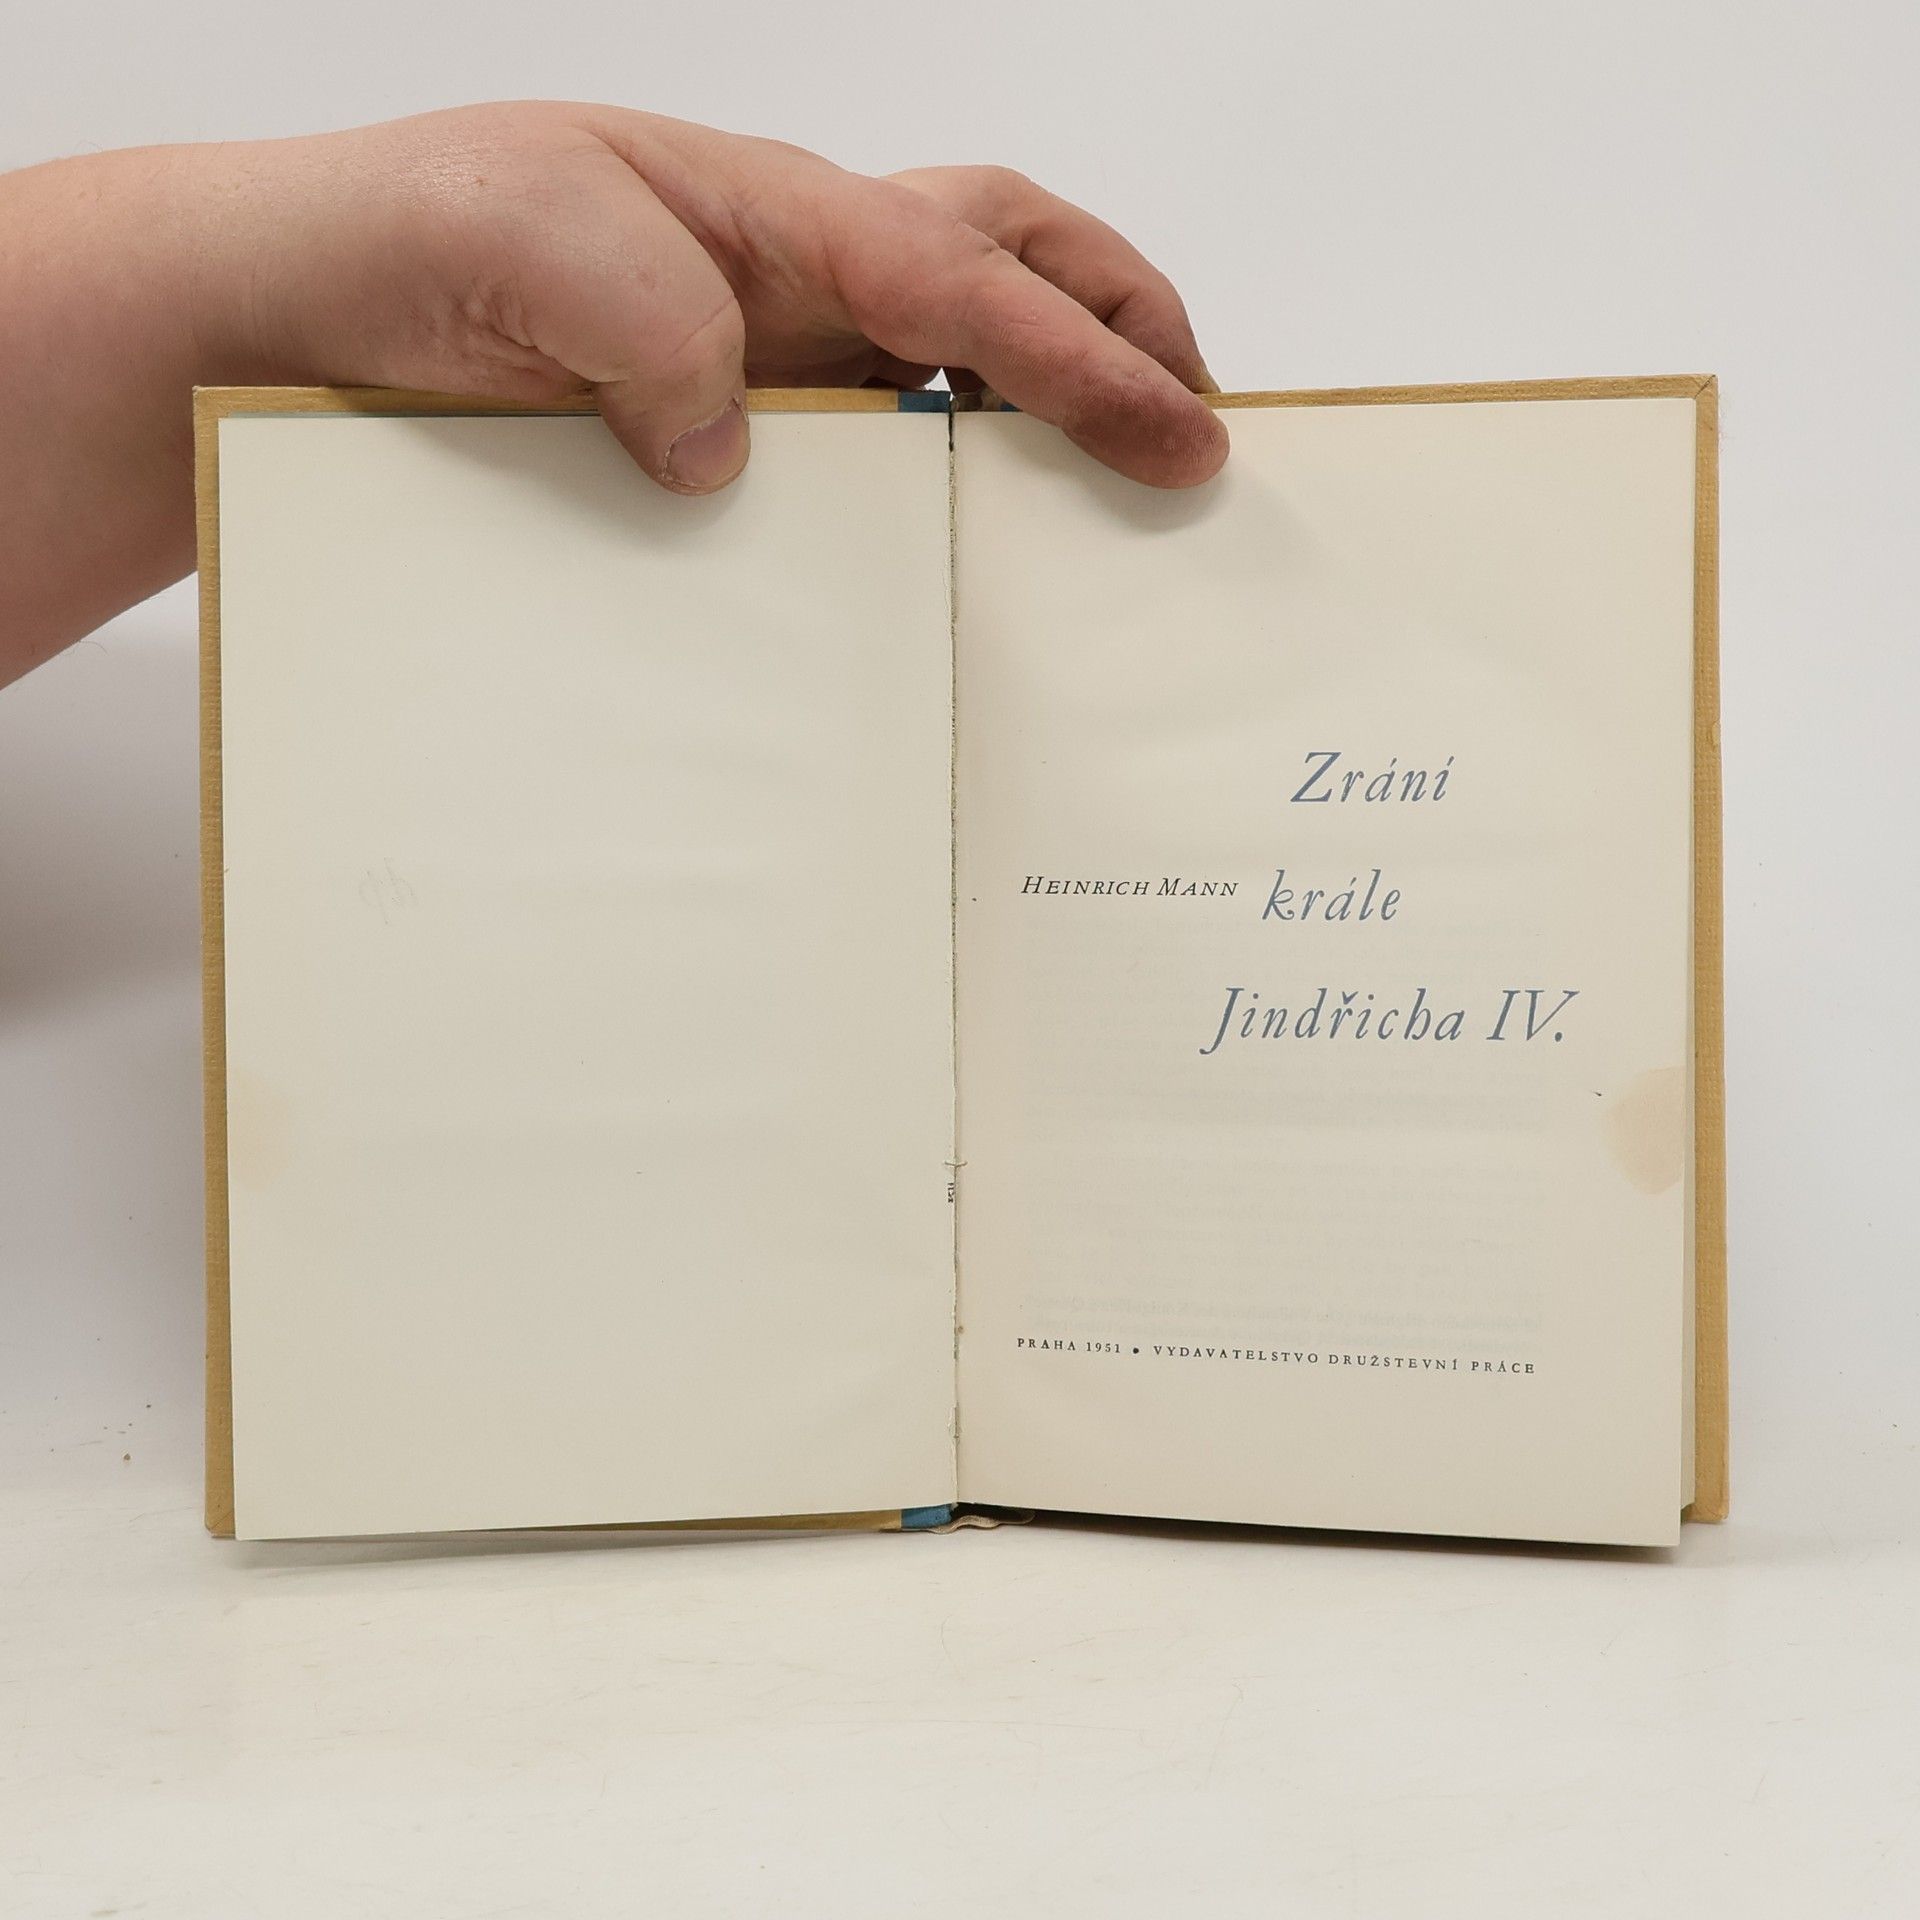 Zrání
HEINRICH MANN krále
Jindřicha IV.
PRAHA 1951 • VYDAVATELSTVO DRUŽSTEVNÍ PRÁCE